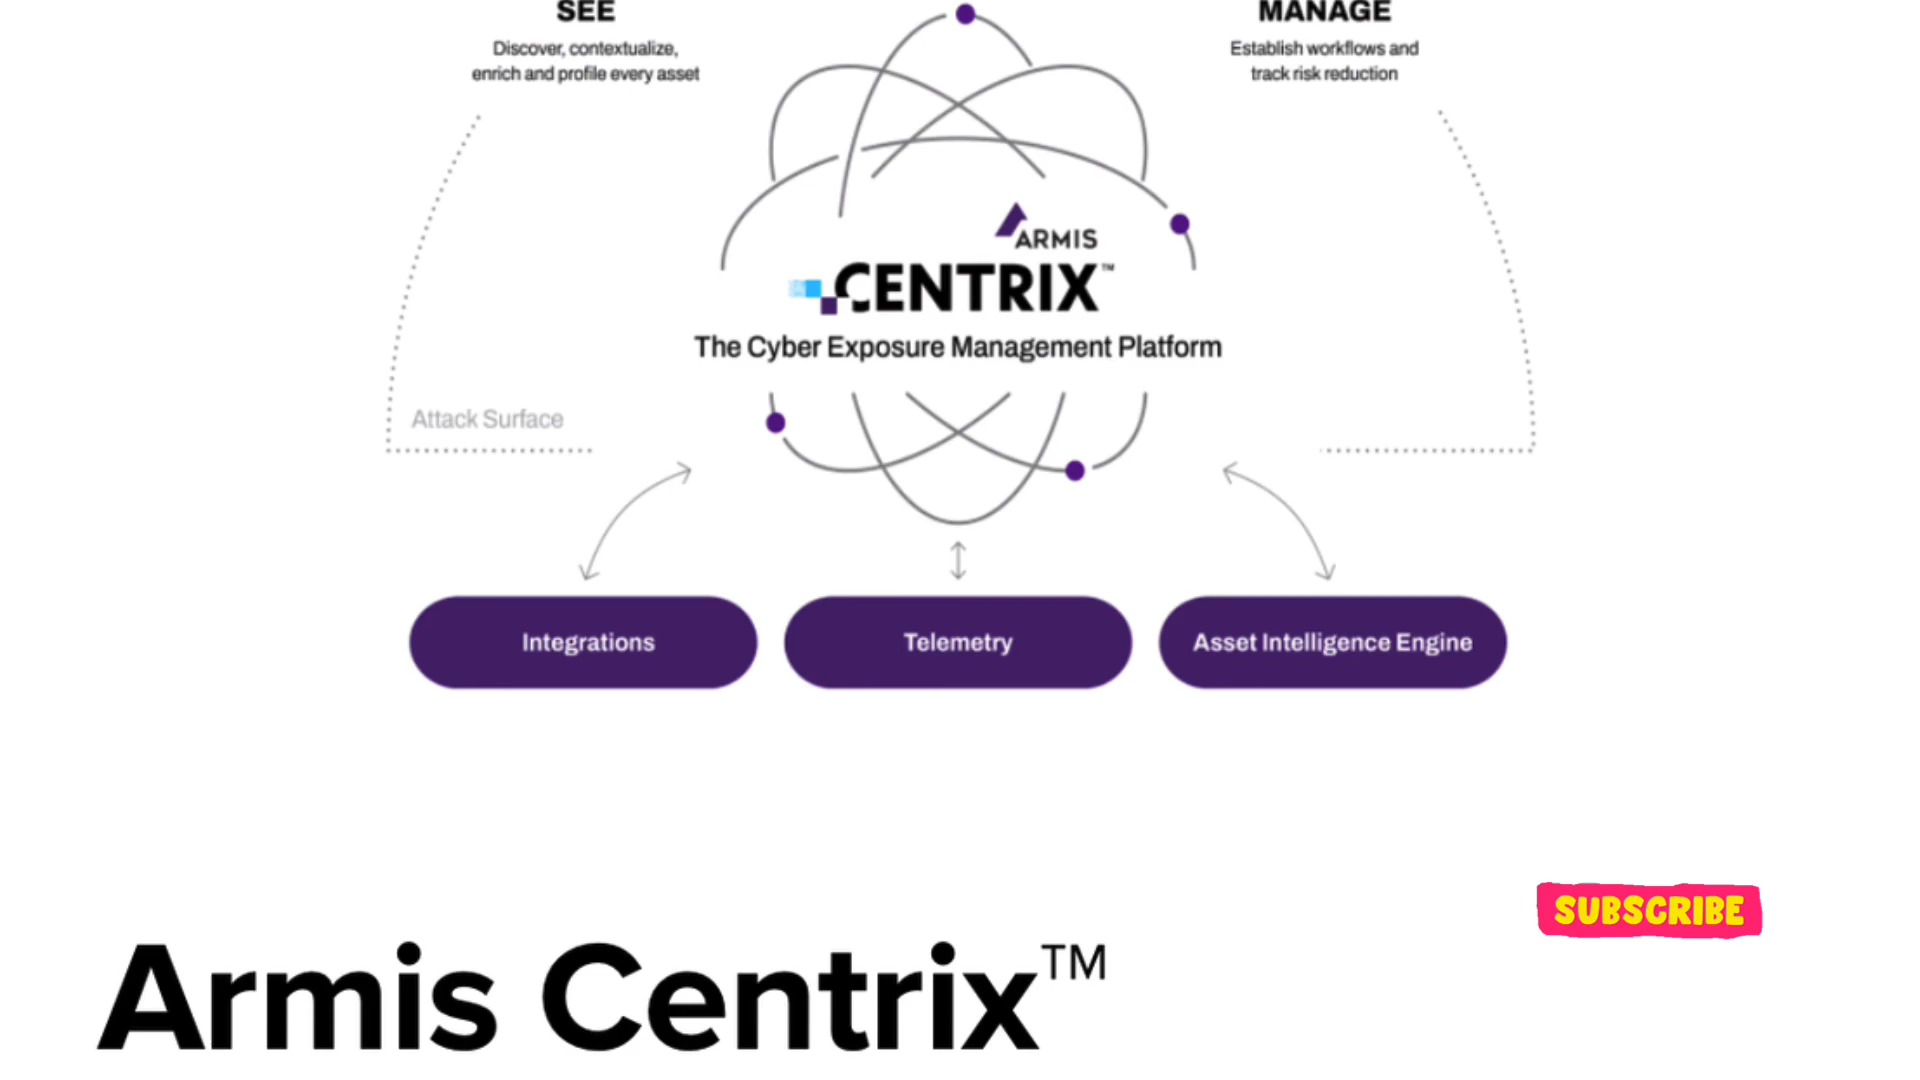 SEE
Discover, contextualize,
enrich and profile every asset
MANAGE
Establish workflows and
track risk reduction
ARMIS
CENTRIX™
The Cyber Exposure Management Platform
Attack Surface
Integrations
Telemetry
Asset Intelligence Engine
SUBSCRIBE
Armis Centrix™